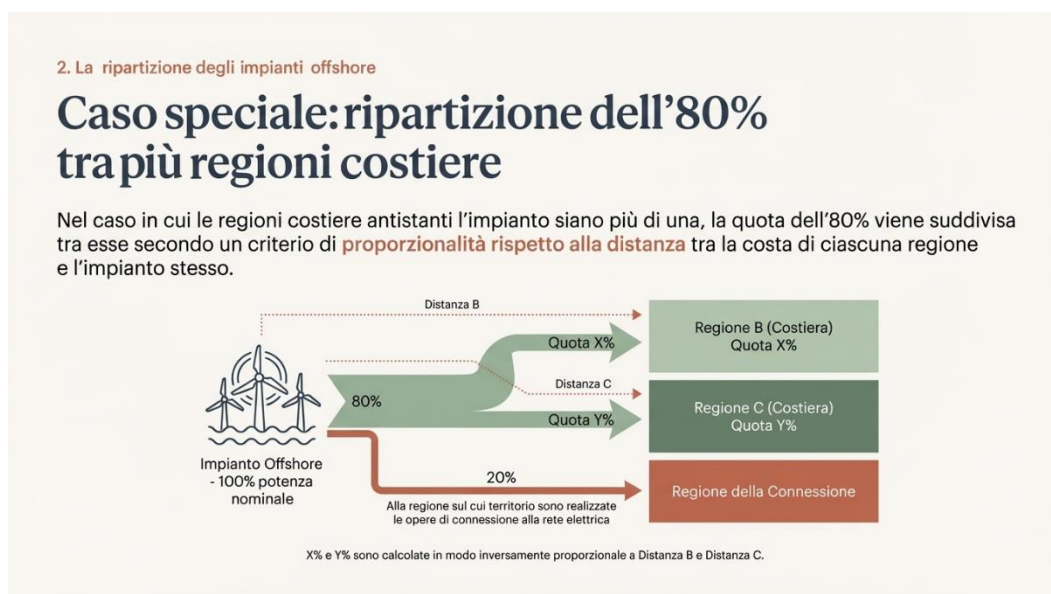 2. La ripartizione degli impianti offshore
Caso speciale: ripartizione dell'80%
tra più regioni costiere
Nel caso in cui le regioni costiere antistanti l'impianto siano più di una, la quota dell'80% viene suddivisa
tra esse secondo un criterio di proporzionalità rispetto alla distanza tra la costa di ciascuna regione
e l'impianto stesso.
Distanza B
Quota X%
Regione B (Costiera)
Quota X%
80%
Distanza C
Quota Y%
Regione C (Costiera)
Quota Y%
Impianto Offshore
- 100% potenza
nominale
20%
Alla regione sul cui territorio sono realizzate
le opere di connessione alla rete elettrica
Regione della Connessione
X% e Y% sono calcolate in modo inversamente proporzionale a Distanza B e Distanza C.